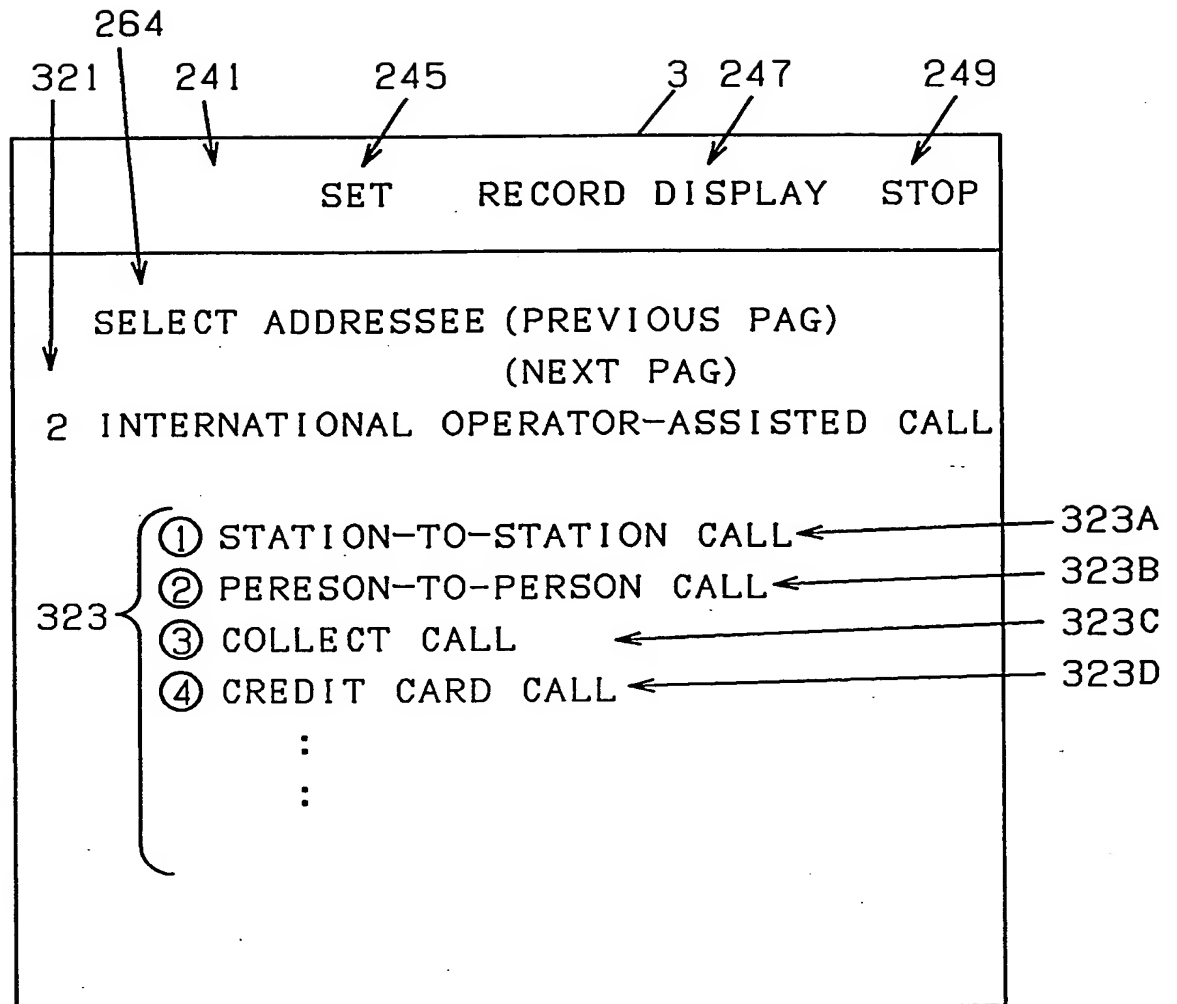 264
321 241 245 3 247 249
SET RECORD DISPLAY STOP
SELECT ADDRESSEE (PREVIOUS PAG)
(NEXT PAG)
2 INTERNATIONAL OPERATOR-ASSISTED CALL
① STATION-TO-STATION CALL 323A
② PERESON-TO-PERSON CALL 323B
323 ③ COLLECT CALL 323C
④ CREDIT CARD CALL 323D
:
: